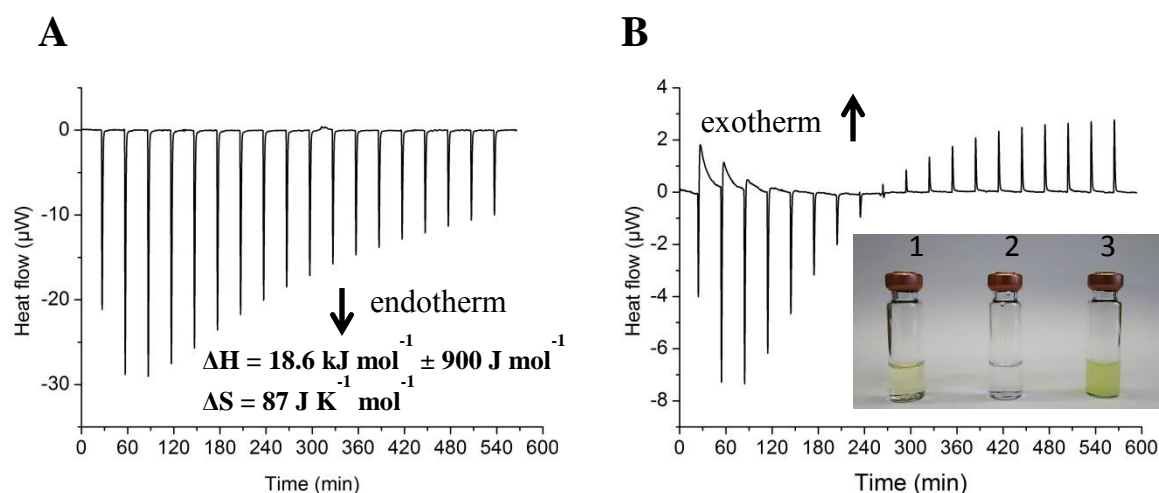 A
0
-10
-20
-30
Heat flow (µW)
0 60 120 180 240 300 360 420 480 540 600
Time (min)
endotherm
ΔH = 18.6 kJ mol⁻¹ ± 900 J mol⁻¹
ΔS = 87 J K⁻¹ mol⁻¹
B
4
2
0
-2
-4
-6
-8
Heat flow (µW)
0 60 120 180 240 300 360 420 480 540 600
Time (min)
exotherm
1 2 3